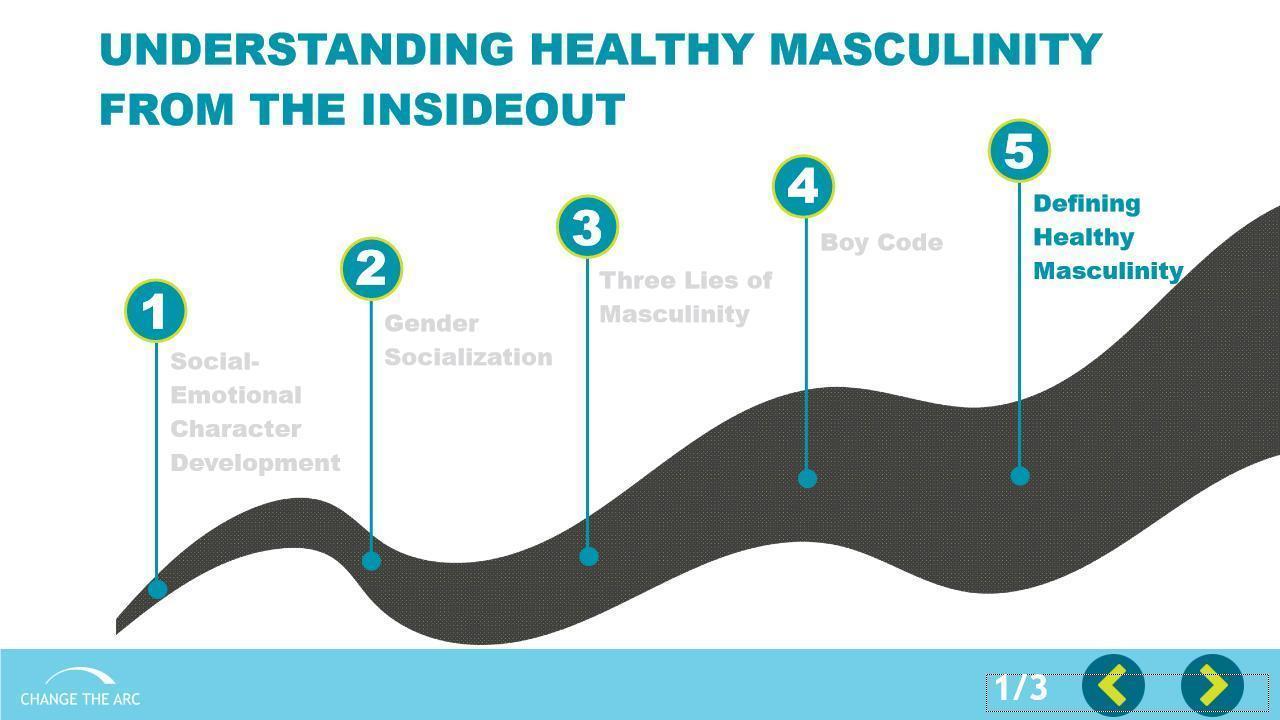 UNDERSTANDING HEALTHY MASCULINITY
FROM THE INSIDEOUT
1
Social-
Emotional
Character
Development
2
Gender
Socialization
3
Three Lies of
Masculinity
4
Boy Code
5
Defining
Healthy
Masculinity
CHANGE THE ARC
1/3